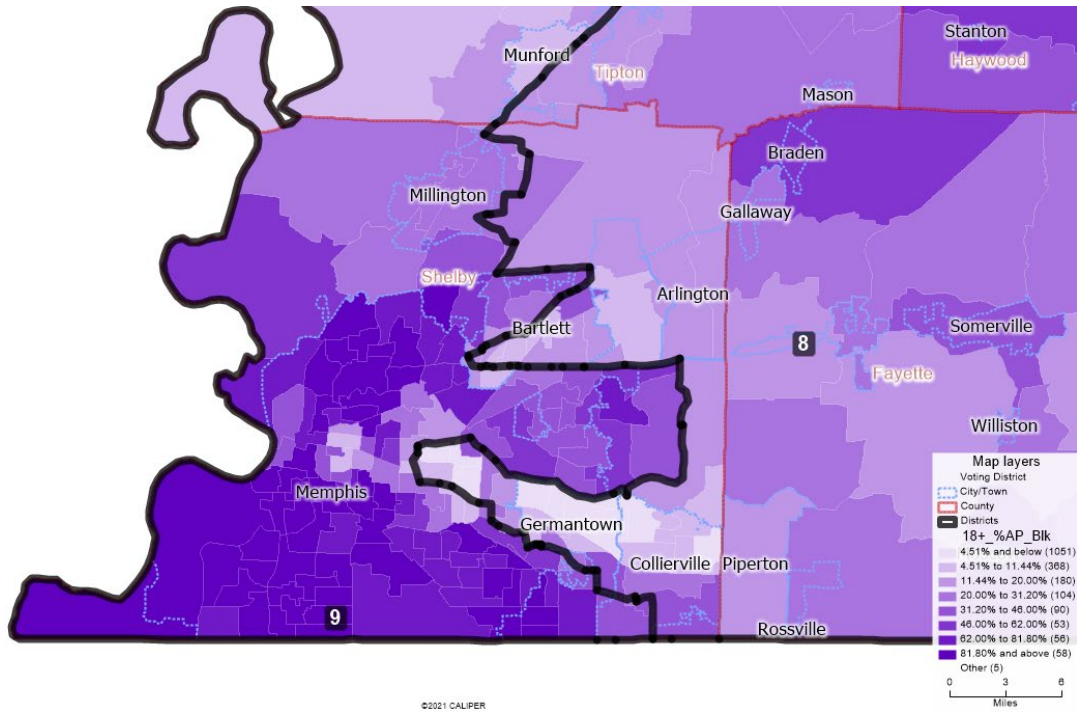 Stanton
Haywood
Munford
Tipton
Mason
Braden
Millington
Gallaway
Shelby
Arlington
Bartlett
Somerville
8
Fayette
Williston
Memphis
Germantown
Collierville
Piperton
9
Rossville
Map layers
Voting District
City/Town
County
Districts
18+_%AP_Blk
4.51% and below (1051)
4.51% to 11.44% (368)
11.44% to 20.00% (180)
20.00% to 31.20% (104)
31.20% to 46.00% (90)
46.00% to 62.00% (53)
62.00% to 81.80% (56)
81.80% and above (58)
Other (5)
0 3 6
Miles
©2021 CALIPER